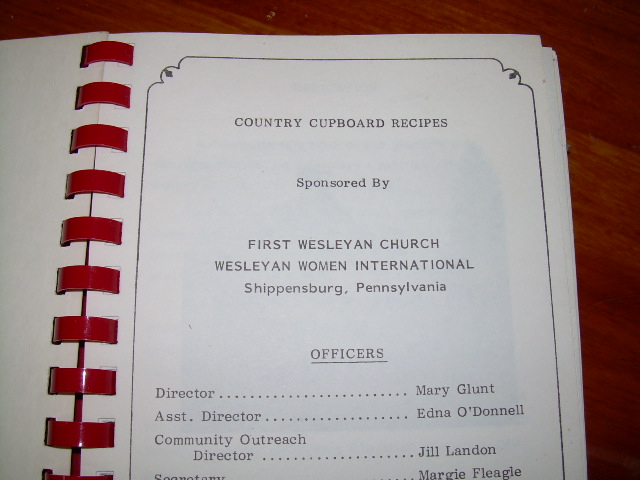 COUNTRY CUPBOARD RECIPES
Sponsored By
FIRST WESLEYAN CHURCH
WESLEYAN WOMEN INTERNATIONAL
Shippensburg, Pennsylvania
OFFICERS
Director......................... Mary Glunt
Asst. Director................... Edna O'Donnell
Community Outreach
Director ....................Jill Landon
Secretary.........................Margie Fleagle